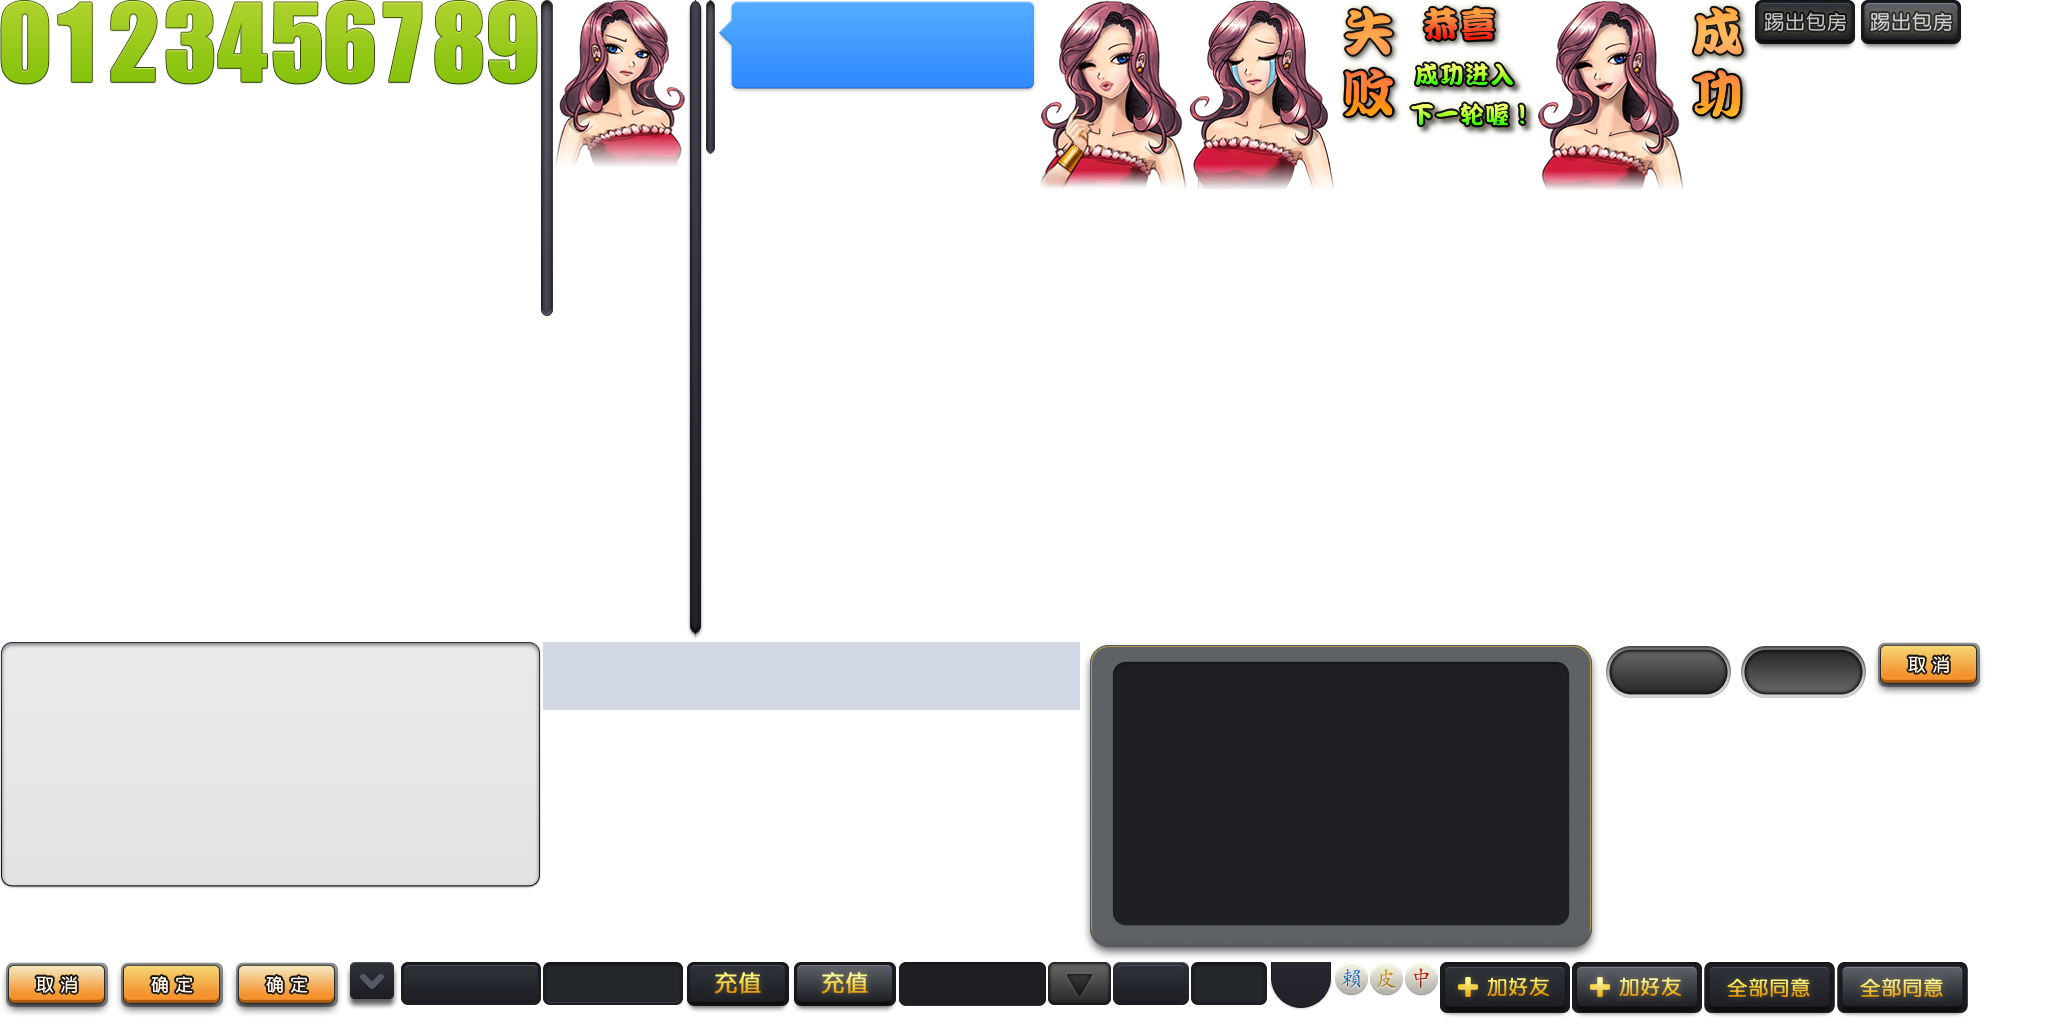 0123456789
失败
恭喜
成功进入
下一轮喔！
成功
踢出包房
踢出包房
取消
取消
确定
确定
充值
充值
賴
皮
中
加好友
加好友
全部同意
全部同意